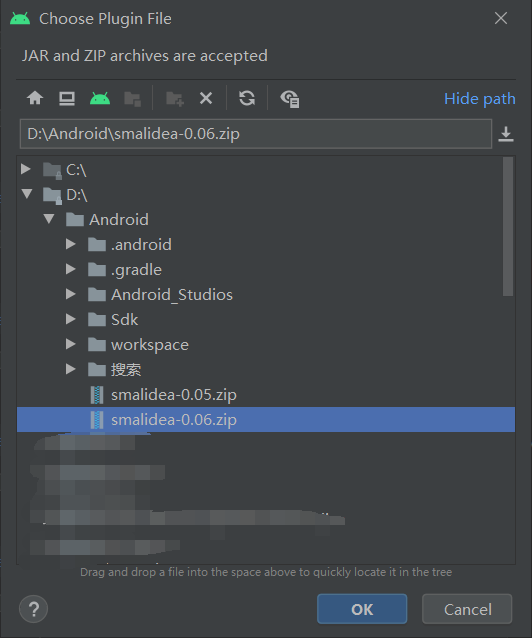 Choose Plugin File
JAR and ZIP archives are accepted
Hide path
D:\Android\smalidea-0.06.zip
C:\
D:\
Android
.android
.gradle
Android_Studios
Sdk
workspace
搜索
smalidea-0.05.zip
smalidea-0.06.zip
Drag and drop a file into the space above to quickly locate it in the tree
?
OK
Cancel